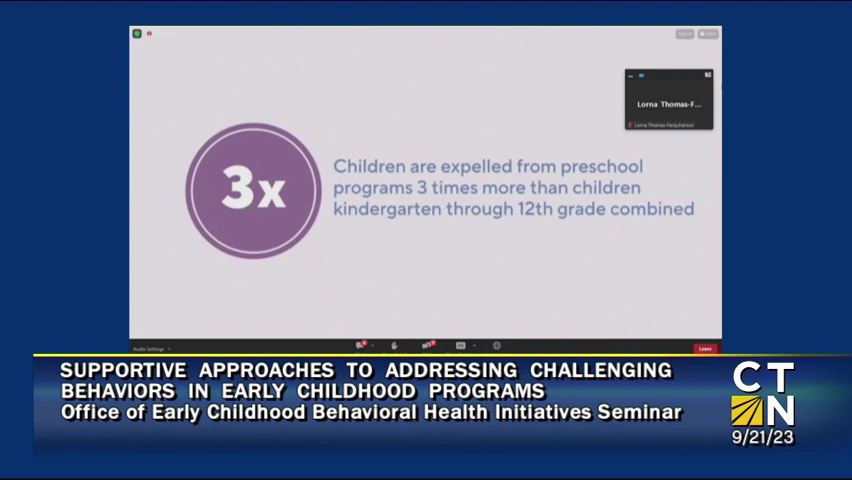 Lorna Thomas-F...
Lorna Thomas-Farquharson
3x
Children are expelled from preschool
programs 3 times more than children
kindergarten through 12th grade combined
Audio Settings
Leave
SUPPORTIVE APPROACHES TO ADDRESSING CHALLENGING
BEHAVIORS IN EARLY CHILDHOOD PROGRAMS
Office of Early Childhood Behavioral Health Initiatives Seminar
CT
N
9/21/23